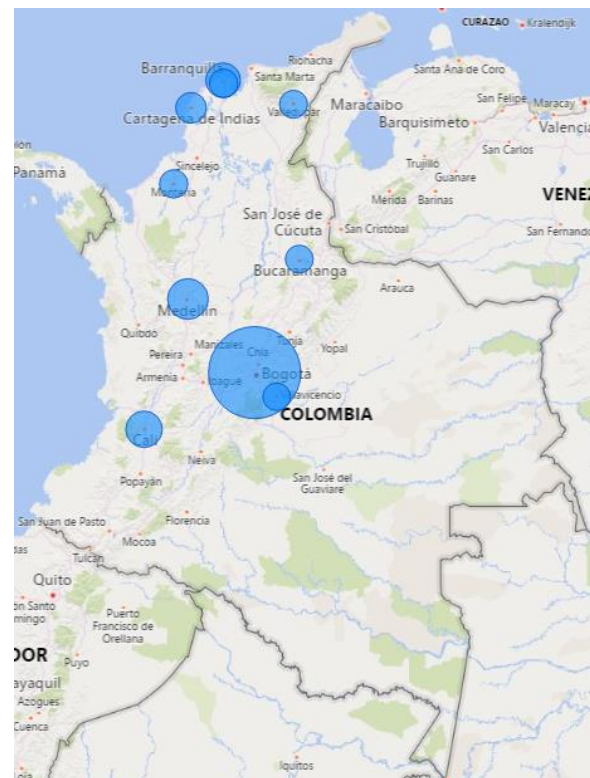 CURAZAO
Kralendijk
Riohacha
Barranquilla
Santa Marta
Santa Ana de Coro
Valledupar
Maracaibo
San Felipe
Maracay
Cartagena de Indias
Barquisimeto
Valencia
San Carlos
Sincelejo
Trujillo
Guanare
Panamá
Montería
Mérida
Barinas
VENEZ
San José de
Cúcuta
San Cristóbal
San Fernando
Bucaramanga
Arauca
Medellín
Quibdó
Tunja
Manizales
Yopal
Pereira
Chía
Armenia
Ibagué
Bogotá
Villavicencio
COLOMBIA
Cali
Neiva
Popayán
San José del
Guaviare
San Juan de Pasto
Florencia
Mocoa
Tulcán
Quito
Santo
mingo
Puerto
Francisco de
Orellana
DOR
Puyo
ayaquil
Azogues
Cuenca
Iquitos